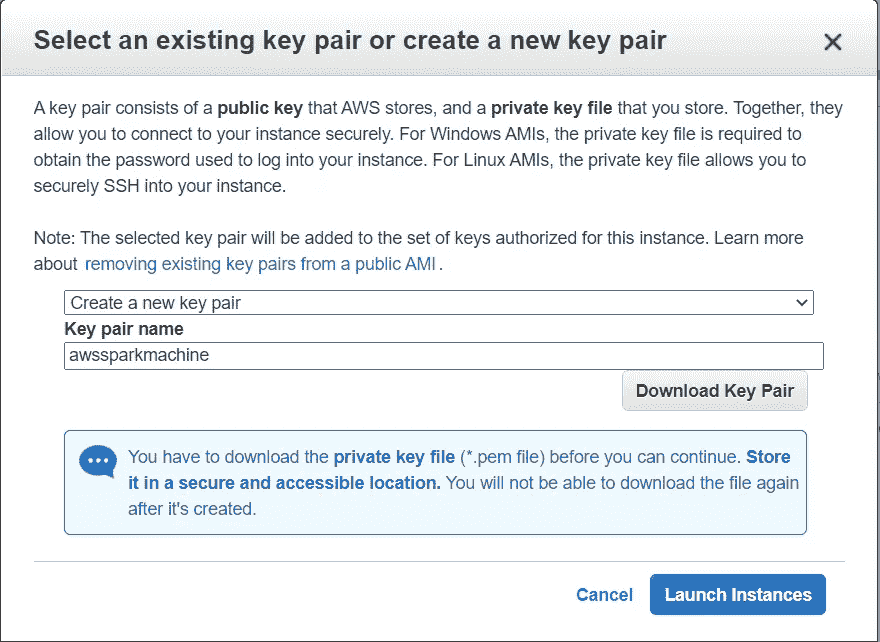 Select an existing key pair or create a new key pair
A key pair consists of a public key that AWS stores, and a private key file that you store. Together, they
allow you to connect to your instance securely. For Windows AMIs, the private key file is required to
obtain the password used to log into your instance. For Linux AMIs, the private key file allows you to
securely SSH into your instance.
Note: The selected key pair will be added to the set of keys authorized for this instance. Learn more
about removing existing key pairs from a public AMI .
Create a new key pair
Key pair name
awssparkmachine
Download Key Pair
You have to download the private key file (*.pem file) before you can continue. Store
it in a secure and accessible location. You will not be able to download the file again
after it's created.
Cancel Launch Instances